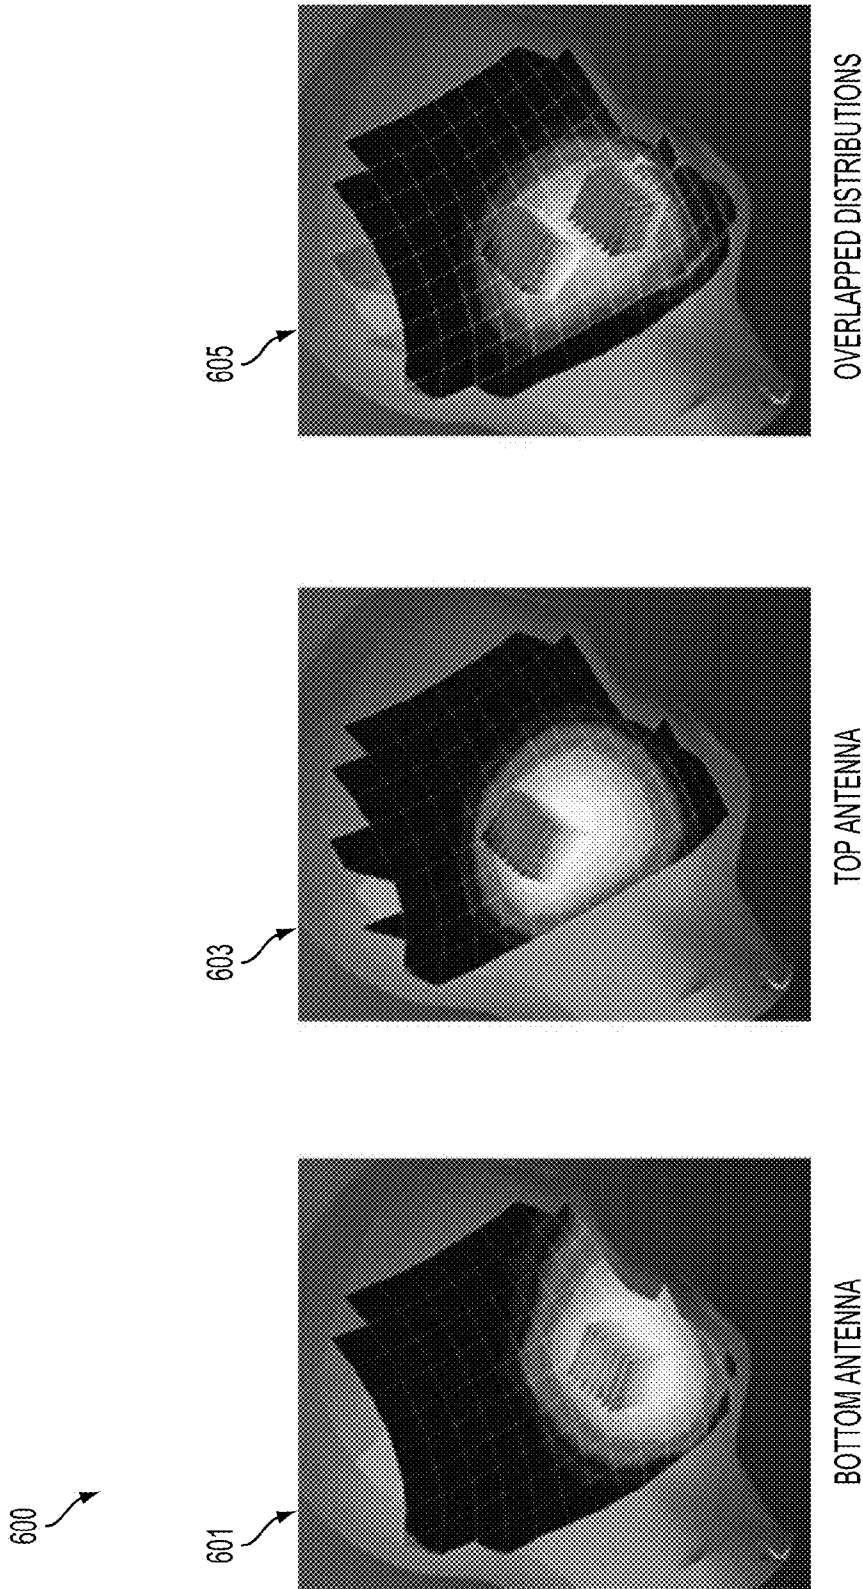 600
601
603
605
BOTTOM ANTENNA
TOP ANTENNA
OVERLAPPED DISTRIBUTIONS